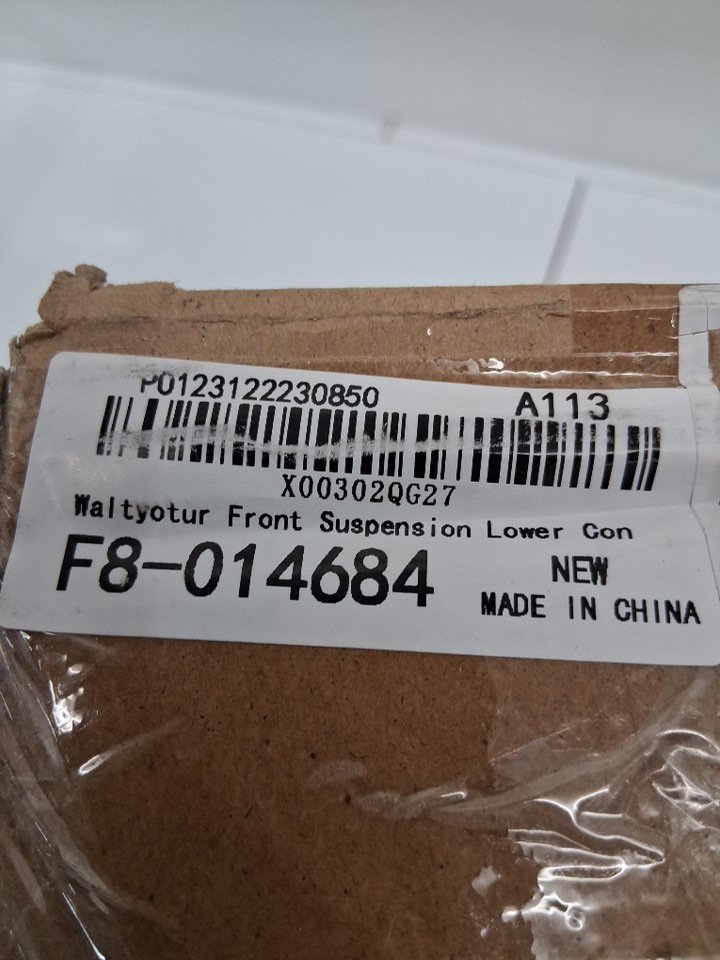 P0123122230850 A113
X00302QG27
Waltyotur Front Suspension Lower Con
F8-014684 NEW
MADE IN CHINA